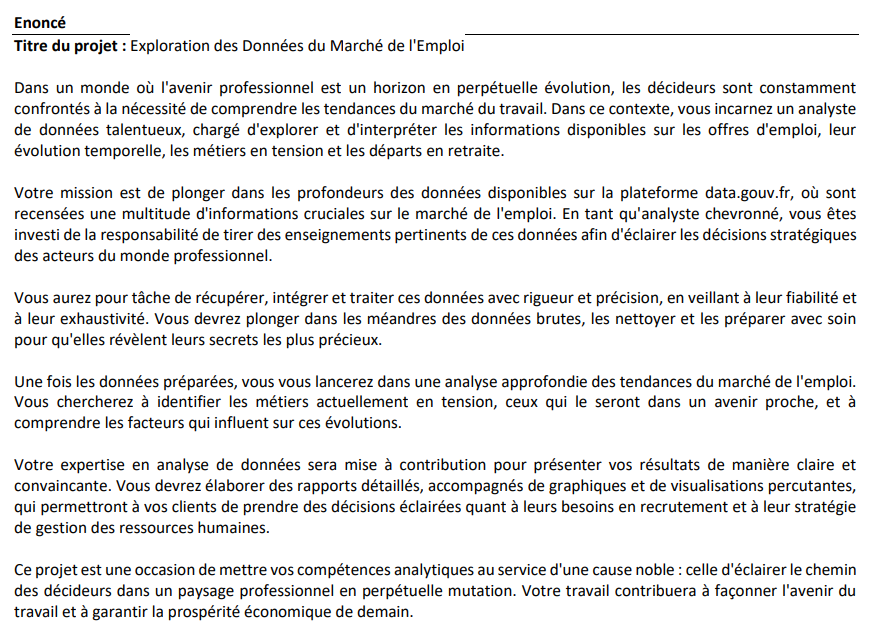 Enoncé
Titre du projet : Exploration des Données du Marché de l'Emploi
Dans un monde où l'avenir professionnel est un horizon en perpétuelle évolution, les décideurs sont constamment
confrontés à la nécessité de comprendre les tendances du marché du travail. Dans ce contexte, vous incarnez un analyste
de données talentueux, chargé d'explorer et d'interpréter les informations disponibles sur les offres d'emploi, leur
évolution temporelle, les métiers en tension et les départs en retraite.
Votre mission est de plonger dans les profondeurs des données disponibles sur la plateforme data.gouv.fr, où sont
recensées une multitude d'informations cruciales sur le marché de l'emploi. En tant qu'analyste chevronné, vous êtes
investi de la responsabilité de tirer des enseignements pertinents de ces données afin d'éclairer les décisions stratégiques
des acteurs du monde professionnel.
Vous aurez pour tâche de récupérer, intégrer et traiter ces données avec rigueur et précision, en veillant à leur fiabilité et
à leur exhaustivité. Vous devrez plonger dans les méandres des données brutes, les nettoyer et les préparer avec soin
pour qu'elles révèlent leurs secrets les plus précieux.
Une fois les données préparées, vous vous lancerez dans une analyse approfondie des tendances du marché de l'emploi.
Vous chercherez à identifier les métiers actuellement en tension, ceux qui le seront dans un avenir proche, et à
comprendre les facteurs qui influent sur ces évolutions.
Votre expertise en analyse de données sera mise à contribution pour présenter vos résultats de manière claire et
convaincante. Vous devrez élaborer des rapports détaillés, accompagnés de graphiques et de visualisations percutantes,
qui permettront à vos clients de prendre des décisions éclairées quant à leurs besoins en recrutement et à leur stratégie
de gestion des ressources humaines.
Ce projet est une occasion de mettre vos compétences analytiques au service d'une cause noble : celle d'éclairer le chemin
des décideurs dans un paysage professionnel en perpétuelle mutation. Votre travail contribuera à façonner l'avenir du
travail et à garantir la prospérité économique de demain.